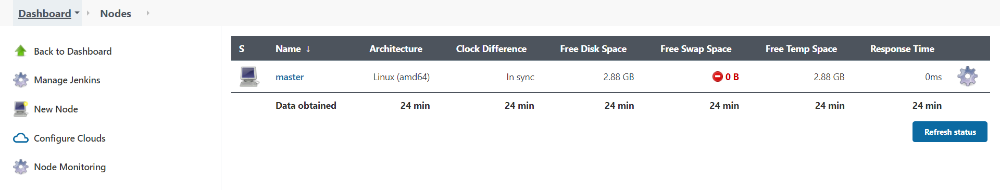 Dashboard Nodes
Back to Dashboard
Manage Jenkins
New Node
Configure Clouds
Node Monitoring
S Name ↓ Architecture Clock Difference Free Disk Space Free Swap Space Free Temp Space Response Time
master Linux (amd64) In sync 2.88 GB 0 B 2.88 GB 0ms
Data obtained 24 min 24 min 24 min 24 min 24 min 24 min
Refresh status